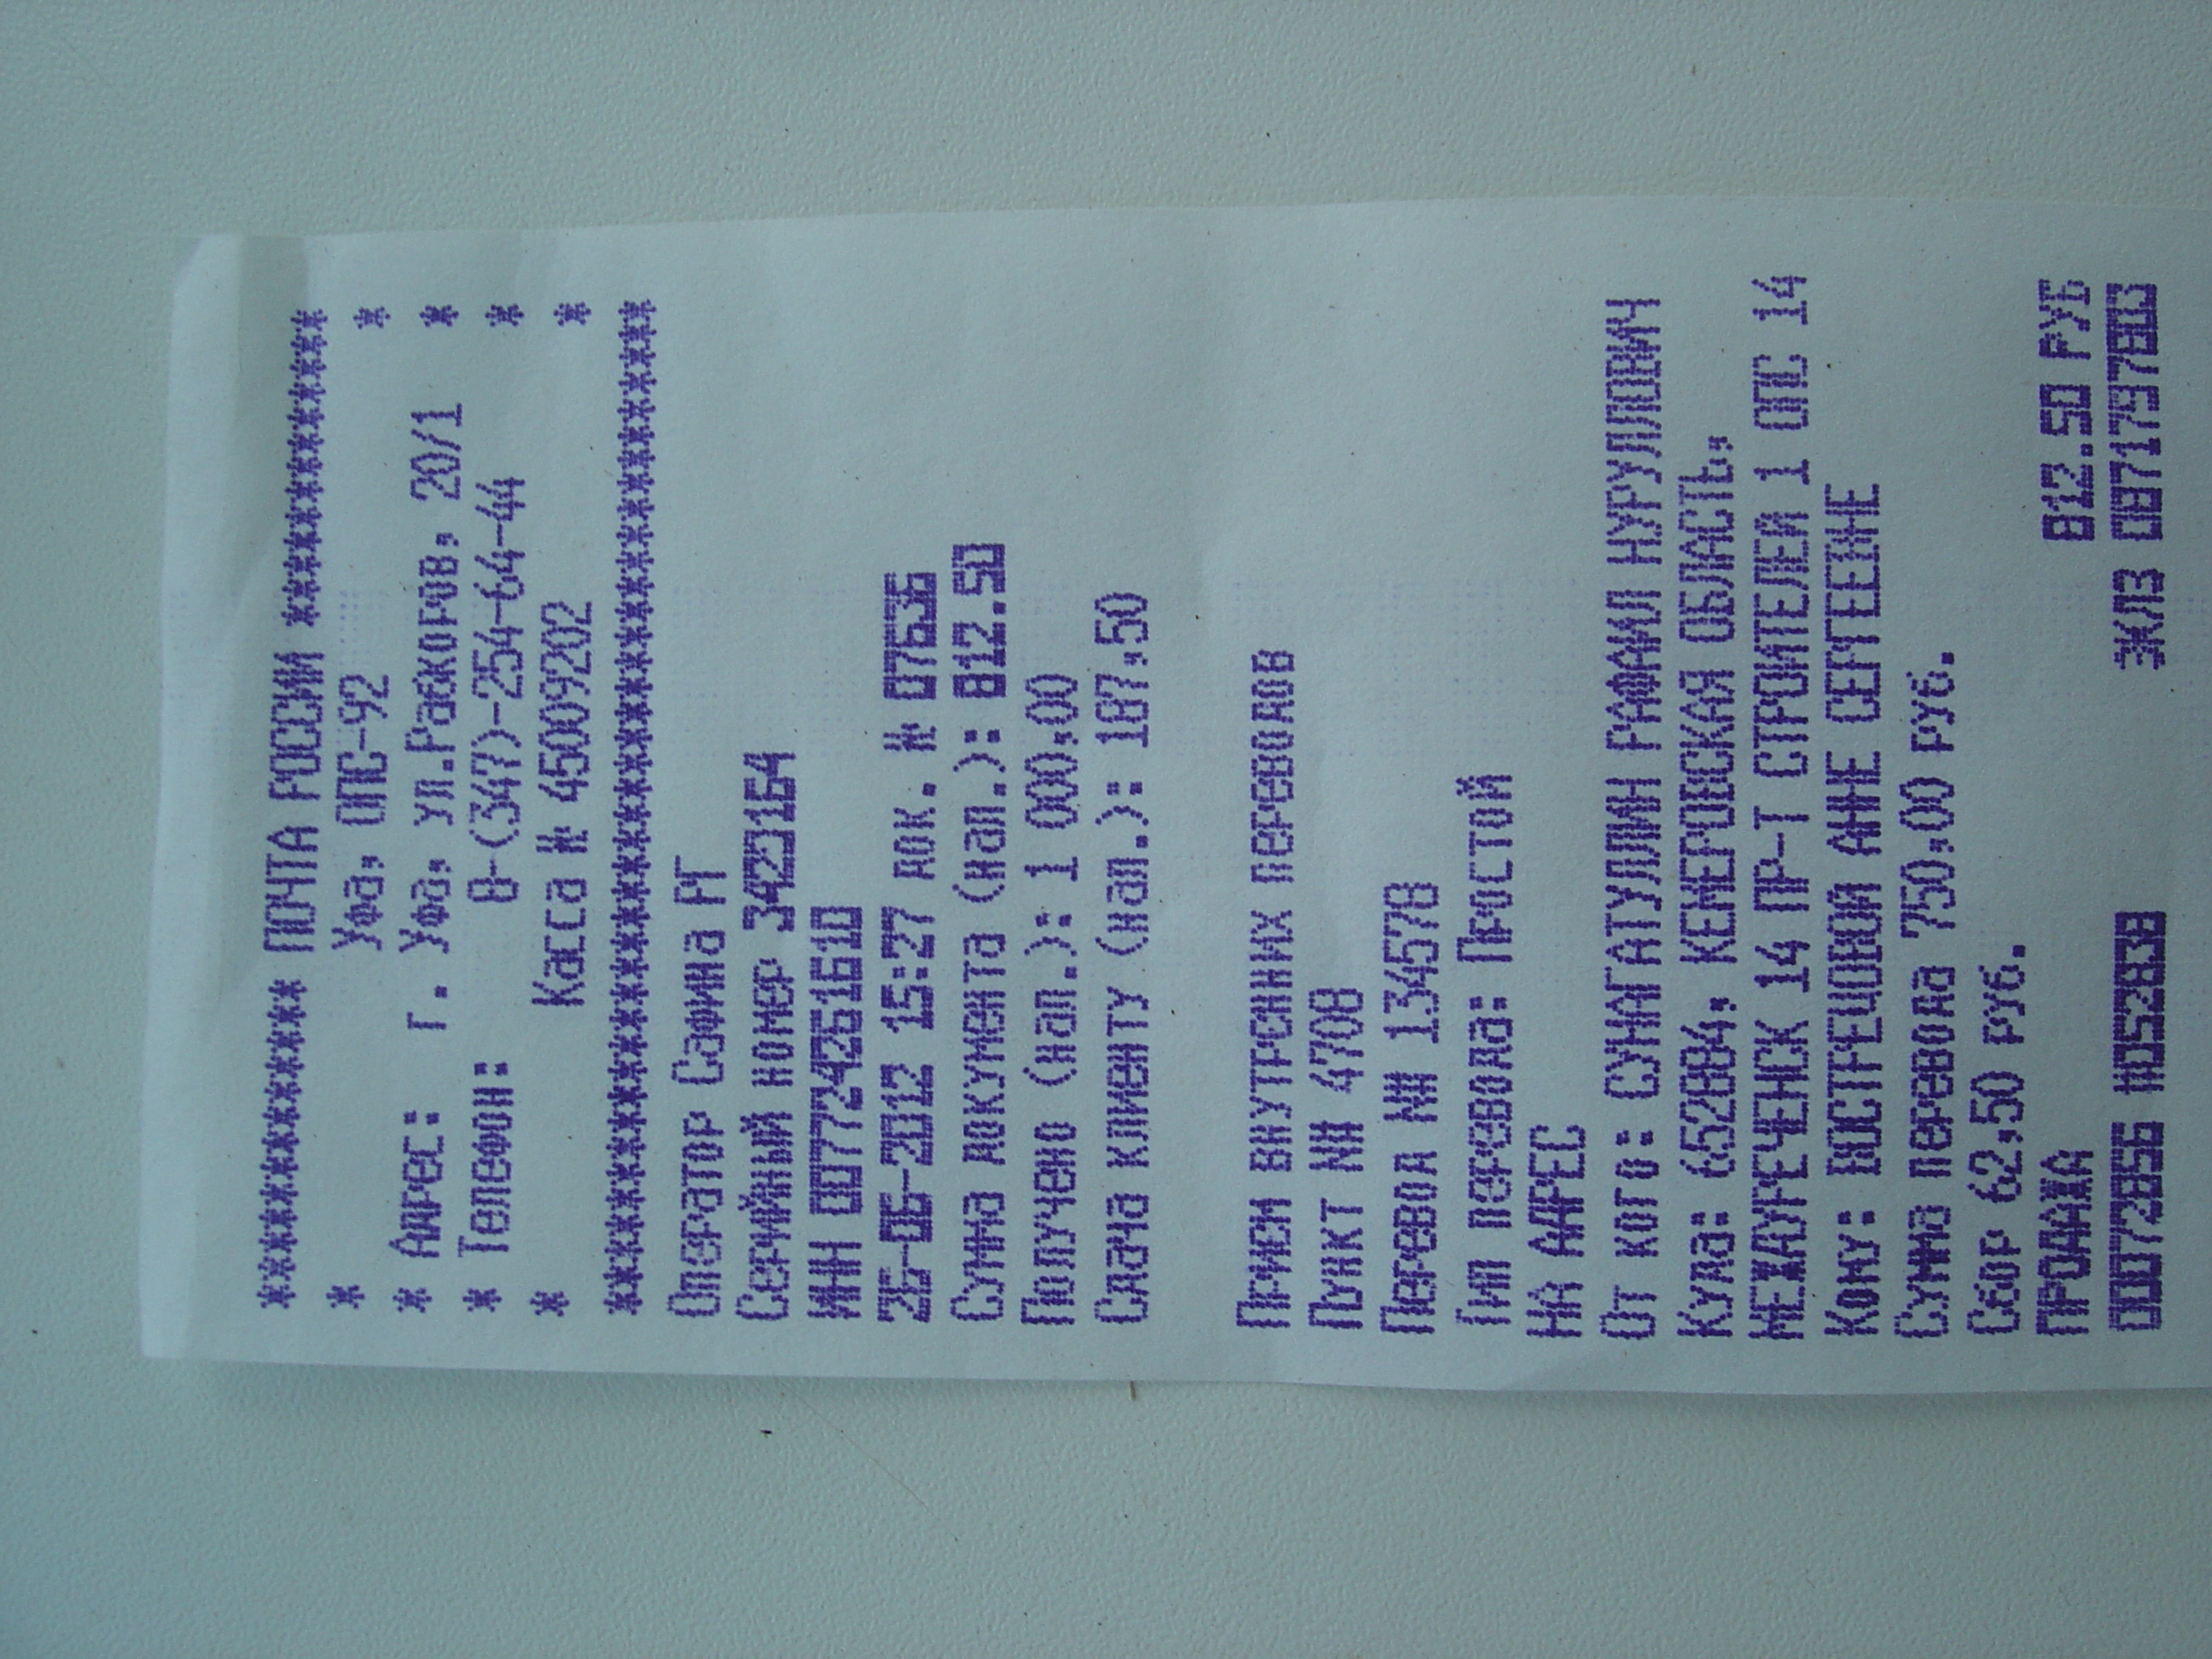 ************ ПОЧТА РОССИИ ************
* Уфа, ОПС-92 *
* Адрес: г. Уфа, ул.Рабкоров, 20/1 *
* Телефон: 8-(347)-254-64-44 *
* Касса № 45009202 *
*************************************
Оператор Сафина РГ
Серийный номер 3423164
ИНН 007724261610
26-06-2012 15:27 док. № 07636
Сумма документа (нал.): 812.50
Получено (нал.): 1 000,00
Сдача клиенту (нал.): 187,50
Прием внутренних переводов
Пункт NН 4708
Перевод NН 134578
Тип перевода: Простой
НА АДРЕС
От кого: СУНАГАТУЛЛИН РАФАИЛ НУРУЛЛОВИЧ
Куда: 652884, КЕМЕРОВСКАЯ ОБЛАСТЬ,
МЕЖДУРЕЧЕНСК 14 ПР-Т СТРОИТЕЛЕЙ 1 ОПС 14
Кому: ВОСТРЕЦОВОЙ АННЕ СЕРГЕЕВНЕ
Сумма перевода 750,00 руб.
Сбор 62,50 руб.
ПРОДАЖА 812.50 РУБ
00072856 #052838 ЭКЛЗ 0871797803